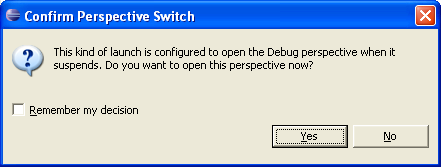 Confirm Perspective Switch
This kind of launch is configured to open the Debug perspective when it
suspends. Do you want to open this perspective now?
Remember my decision
Yes
No